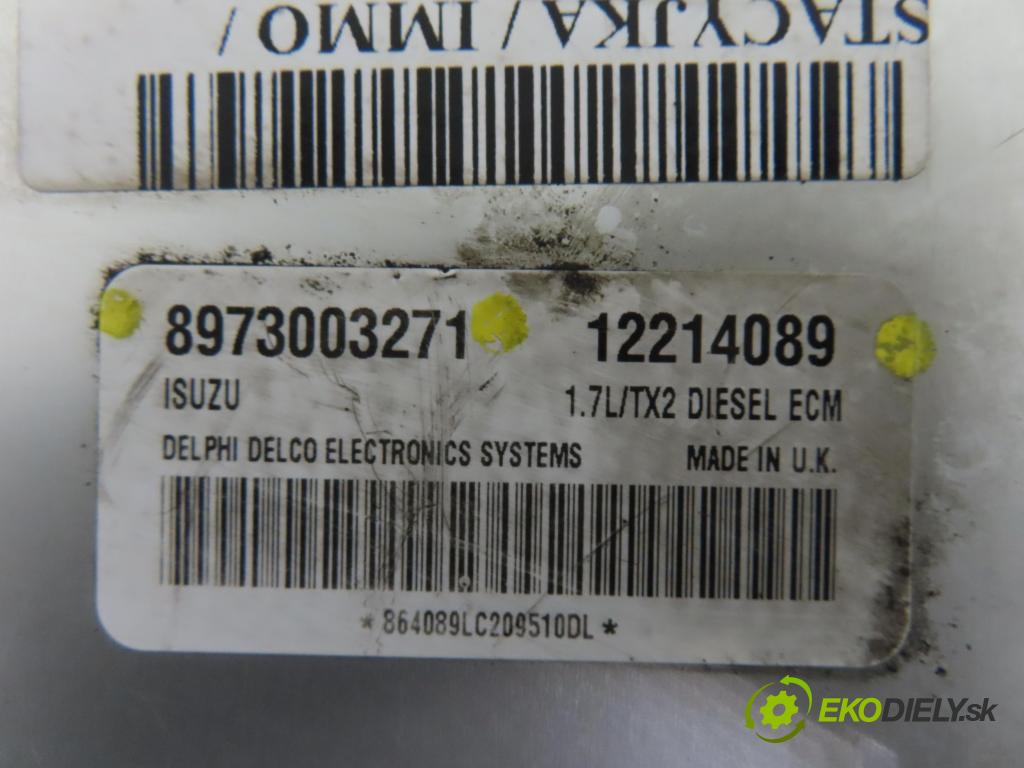 STACYJKA / IMMO /
8973003271 12214089
ISUZU 1.7L/TX2 DIESEL ECM
DELPHI DELCO ELECTRONICS SYSTEMS MADE IN U.K.
*864089LC209510DL*
EKODIELY.sk